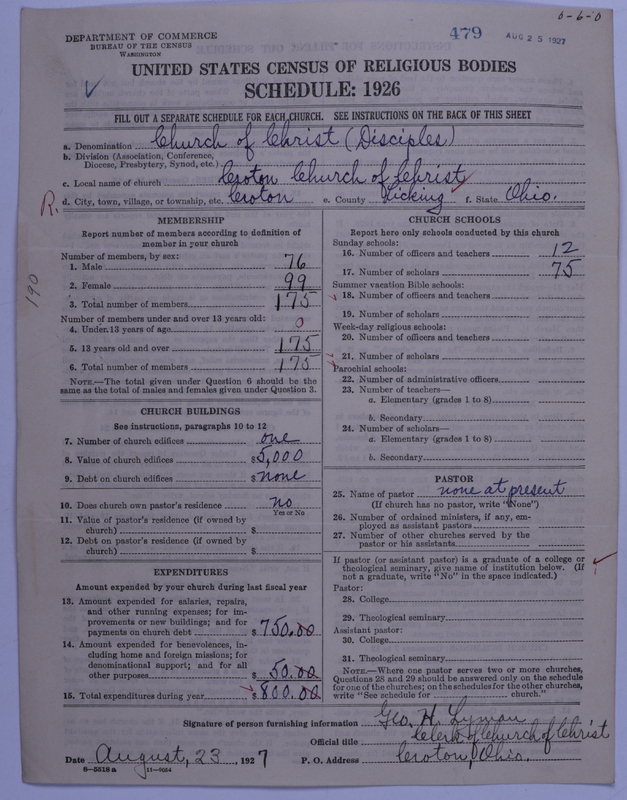 0-6-0
DEPARTMENT OF COMMERCE
BUREAU OF THE CENSUS
WASHINGTON
479
AUG 25 1927
UNITED STATES CENSUS OF RELIGIOUS BODIES
SCHEDULE: 1926
FILL OUT A SEPARATE SCHEDULE FOR EACH CHURCH. SEE INSTRUCTIONS ON THE BACK OF THIS SHEET
a. Denomination Church of Christ (Disciples)
b. Division (Association, Conference,
Diocese, Presbytery, Synod, etc.)
c. Local name of church Croton Church of Christ
R. d. City, town, village, or township, etc. Croton e. County Licking f. State Ohio.
190
MEMBERSHIP
Report number of members according to definition of
member in your church
Number of members, by sex:
1. Male 76
2. Female 99
3. Total number of members 175
Number of members under and over 13 years old:
4. Under 13 years of age 0
5. 13 years old and over 175
6. Total number of members 175
NOTE.—The total given under Question 6 should be
same as the total of males and females given under Question 3.
CHURCH BUILDINGS
See instructions, paragraphs 10 to 12
7. Number of church edifices one
8. Value of church edifices $5,000
9. Debt on church edifices $none
10. Does church own pastor's residence no
Yes or No
11. Value of pastor's residence (if owned by
church) $
12. Debt on pastor's residence (if owned by
church) $
EXPENDITURES
Amount expended by your church during last fiscal year
13. Amount expended for salaries, repairs,
and other running expenses; for im-
provements or new buildings; and for
payments on church debt $750.00
14. Amount expended for benevolences, in-
cluding home and foreign missions; for
denominational support; and for all
other purposes $50.00
15. Total expenditures during year $800.00
CHURCH SCHOOLS
Report here only schools conducted by this church
Sunday schools:
16. Number of officers and teachers 12
17. Number of scholars 75
Summer vacation Bible schools:
18. Number of officers and teachers
19. Number of scholars
Week-day religious schools:
20. Number of officers and teachers
21. Number of scholars
Parochial schools:
22. Number of administrative officers
23. Number of teachers—
a. Elementary (grades 1 to 8)
b. Secondary
24. Number of scholars—
a. Elementary (grades 1 to 8)
b. Secondary
PASTOR
25. Name of pastor none at present
(If church has no pastor, write "None")
26. Number of ordained ministers, if any, em-
ployed as assistant pastors
27. Number of other churches served by the
pastor or his assistants
If pastor (or assistant pastor) is a graduate of a college or
theological seminary, give name of institution below. (If
not a graduate, write "No" in the space indicated.)
Pastor:
28. College
29. Theological seminary
Assistant pastor:
30. College
31. Theological seminary
NOTE.—Where one pastor serves two or more churches,
Questions 28 and 29 should be answered only on the schedule
for one of the churches; on the schedules for the other churches,
write "See schedule for church."
Signature of person furnishing information Geo. H. Lyman
Official title Clerk of Church of Christ
Date August, 23, 1927 P. O. Address Croton, Ohio.
8-5518a 11-9034